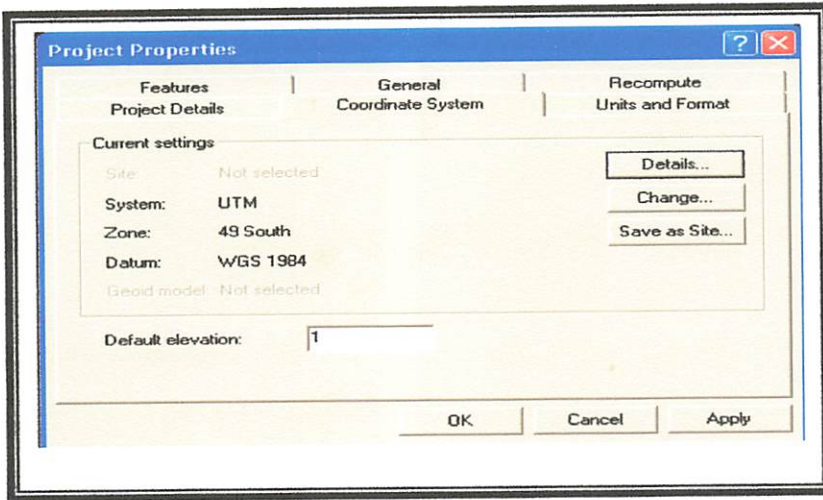 Project Properties
Features General Recompute
Project Details Coordinate System Units and Format
Current settings
Site: Not selected
Details...
System: UTM
Change...
Zone: 49 South
Save as Site...
Datum: WGS 1984
Geoid model: Not selected
Default elevation: 1
OK Cancel Apply